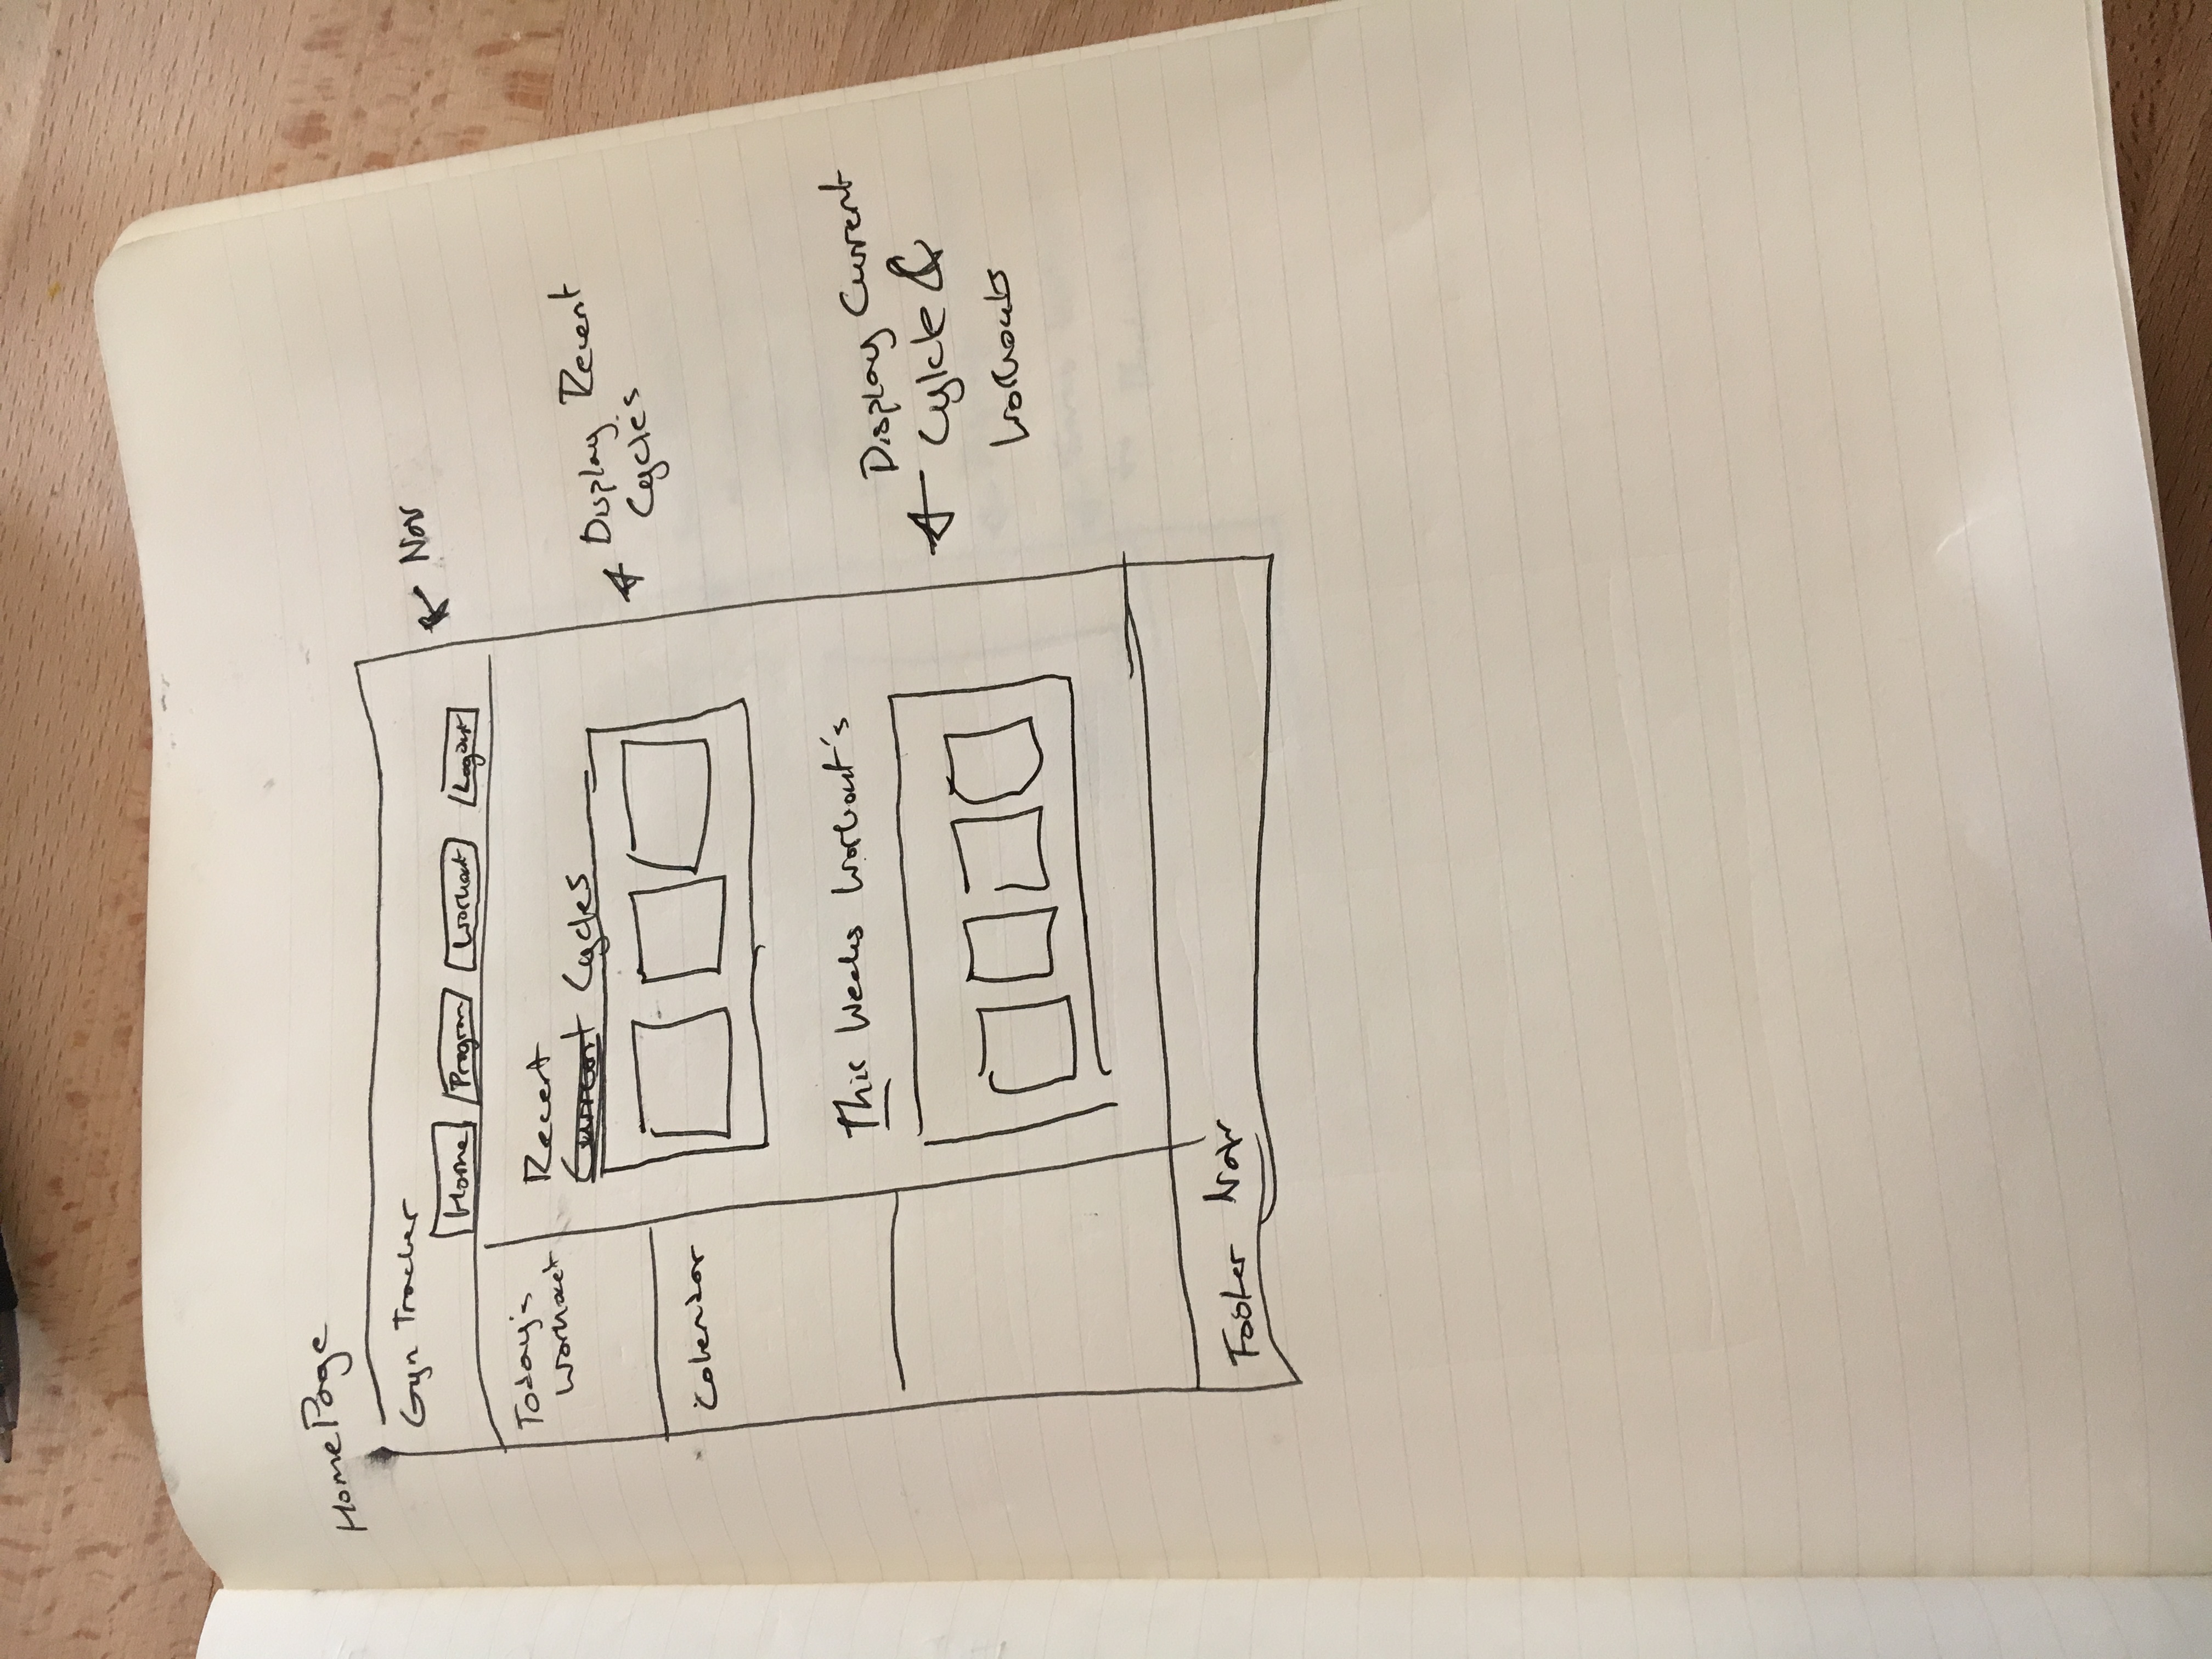 HomePage
Gym Tracker
Nav
Home Program Workout Logout
Today's
Workout
Recent
Current Cycles
Display Recent
Cycles
Calendar
This Weeks Workout's
Display Current
Cylcle &
Workouts
Footer Nav